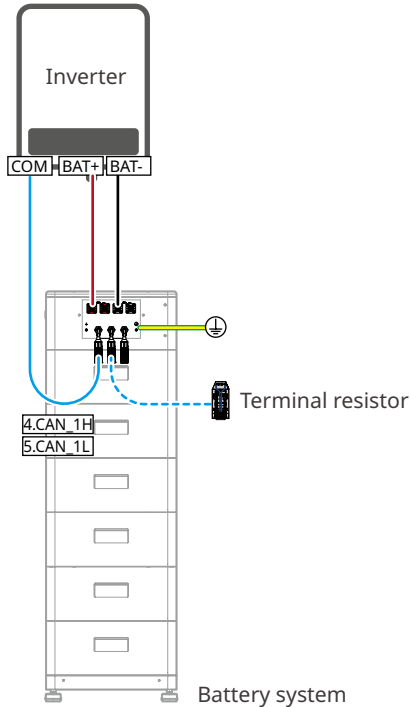 Inverter
COM BAT+ BAT-
Terminal resistor
4.CAN_1H
5.CAN_1L
Battery system